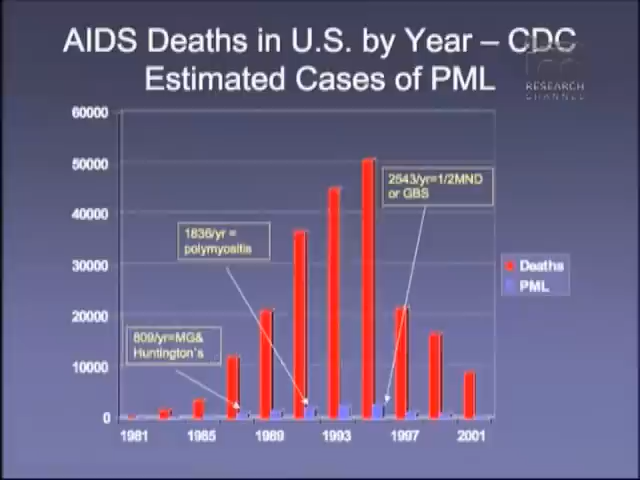 AIDS Deaths in U.S. by Year – CDC
Estimated Cases of PML
RESEARCH
CHANNEL
60000
50000
40000
30000
20000
10000
0
2543/yr=1/2MND
or GBS
1836/yr =
polymyositis
809/yr=MG&
Huntington's
Deaths
PML
1981
1985
1989
1993
1997
2001